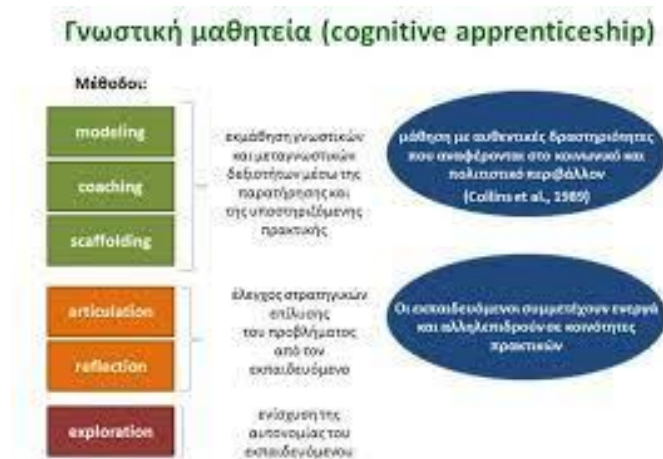 Γνωστική μαθητεία (cognitive apprenticeship)
Μέθοδοι:
modeling
coaching
scaffolding
εκμάθηση γνωστικών
και μεταγνωστικών
δεξιοτήτων μέσω της
παρατήρησης και
της υποστηριζόμενης
πρακτικής
μάθηση με αυθεντικές δραστηριότητες
που αναφέρονται στο κοινωνικό και
πολιτιστικό περιβάλλον
(Collins et al., 1989)
articulation
reflection
έλεγχος στρατηγικών
επίλυσης
του προβλήματος
από τον
εκπαιδευόμενο
Οι εκπαιδευόμενοι συμμετέχουν ενεργά
και αλληλεπιδρούν σε κοινότητες
πρακτικών
exploration
ενίσχυση της
αυτονομίας του
εκπαιδευόμενου